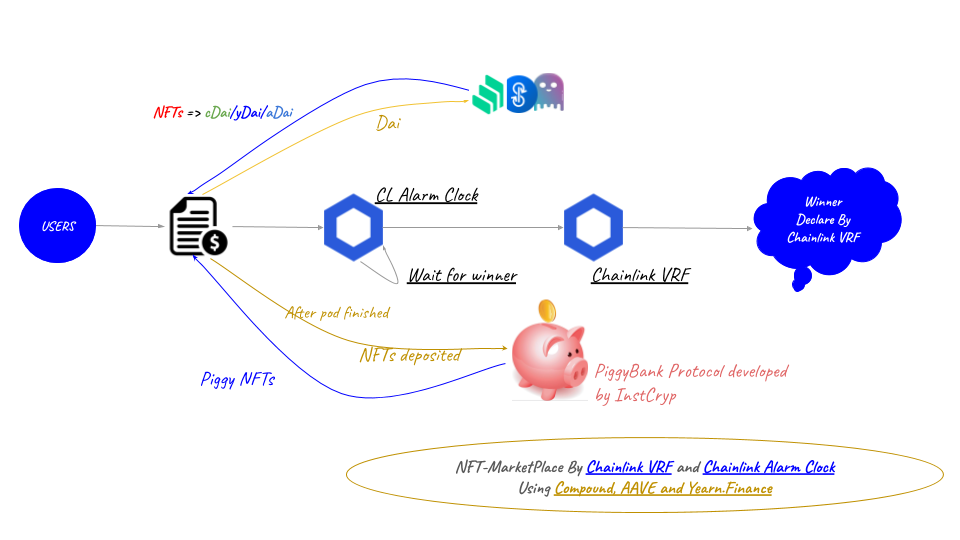 NFTs => cDai/yDai/aDai
Dai
CL Alarm Clock
USERS
$
Winner
Declare By
Chainlink VRF
Wait for winner
Chainlink VRF
After pod finished
NFTs deposited
Piggy NFTs
PiggyBank Protocol developed
by InstCryp
NFT-MarketPlace By Chainlink VRF and Chainlink Alarm Clock
Using Compound, AAVE and Yearn.Finance